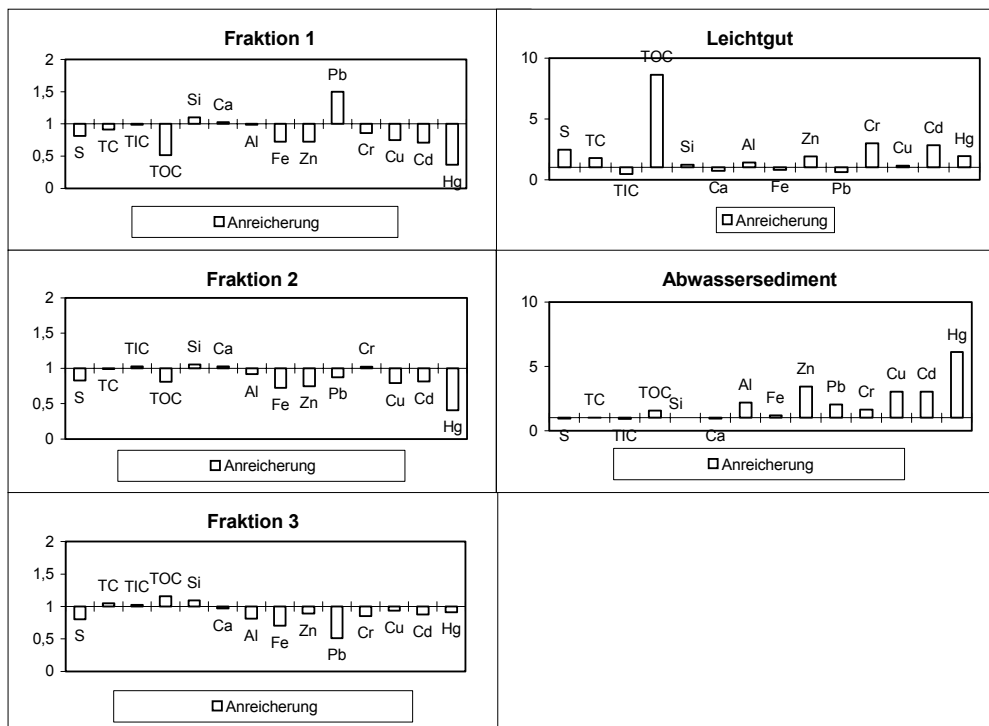 Fraktion 1
2
1,5
1
0,5
0
S
TC
TIC
TOC
Si
Ca
Al
Fe
Zn
Pb
Cr
Cu
Cd
Hg
Anreicherung
Leichtgut
10
5
0
S
TC
TIC
TOC
Si
Ca
Al
Fe
Zn
Pb
Cr
Cu
Cd
Hg
Anreicherung
Fraktion 2
2
1,5
1
0,5
0
S
TC
TIC
TOC
Si
Ca
Al
Fe
Zn
Pb
Cr
Cu
Cd
Hg
Anreicherung
Abwassersediment
10
5
0
S
TC
TIC
TOC
Si
Ca
Al
Fe
Zn
Pb
Cr
Cu
Cd
Hg
Anreicherung
Fraktion 3
2
1,5
1
0,5
0
S
TC
TIC
TOC
Si
Ca
Al
Fe
Zn
Pb
Cr
Cu
Cd
Hg
Anreicherung